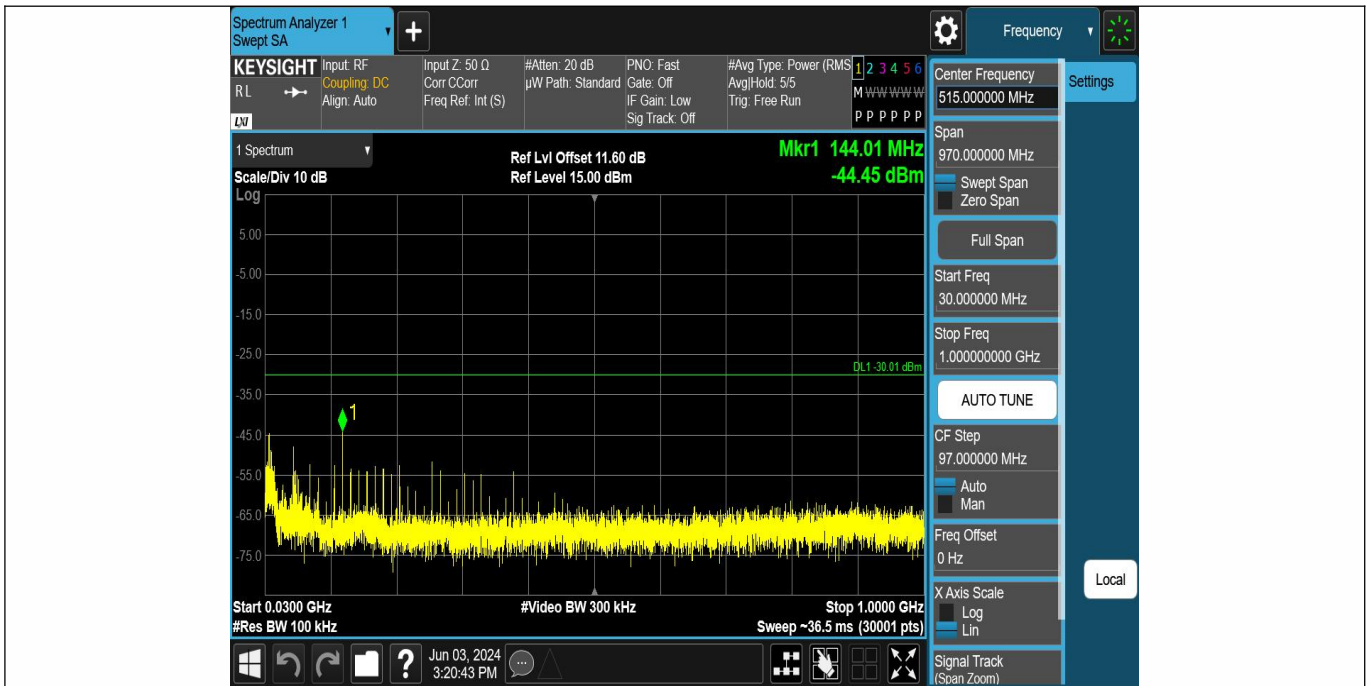 Spectrum Analyzer 1
Swept SA
+
Frequency
KEYSIGHT
RL
LXI
Input: RF
Coupling: DC
Align: Auto
Input Z: 50 Ω
Corr CCorr
Freq Ref: Int (S)
#Atten: 20 dB
µW Path: Standard
PNO: Fast
Gate: Off
IF Gain: Low
Sig Track: Off
#Avg Type: Power (RMS
Avg|Hold: 5/5
Trig: Free Run
1 2 3 4 5 6
M W W W W W
P P P P P P
1 Spectrum
Scale/Div 10 dB
Ref Lvl Offset 11.60 dB
Ref Level 15.00 dBm
Mkr1 144.01 MHz
-44.45 dBm
Log
5.00
-5.00
-15.0
-25.0
DL1 -30.01 dBm
-35.0
1
-45.0
-55.0
-65.0
-75.0
Start 0.0300 GHz
#Res BW 100 kHz
#Video BW 300 kHz
Stop 1.0000 GHz
Sweep ~36.5 ms (30001 pts)
?
Jun 03, 2024
3:20:43 PM
Center Frequency
515.000000 MHz
Settings
Span
970.000000 MHz
Swept Span
Zero Span
Full Span
Start Freq
30.000000 MHz
Stop Freq
1.000000000 GHz
AUTO TUNE
CF Step
97.000000 MHz
Auto
Man
Freq Offset
0 Hz
Local
X Axis Scale
Log
Lin
Signal Track
(Span Zoom)